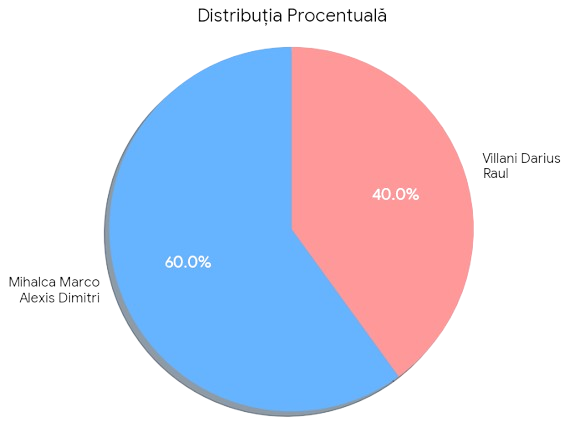 Distribuția Procentuală
Villani Darius
Raul
40.0%
60.0%
Mihalca Marco
Alexis Dimitri